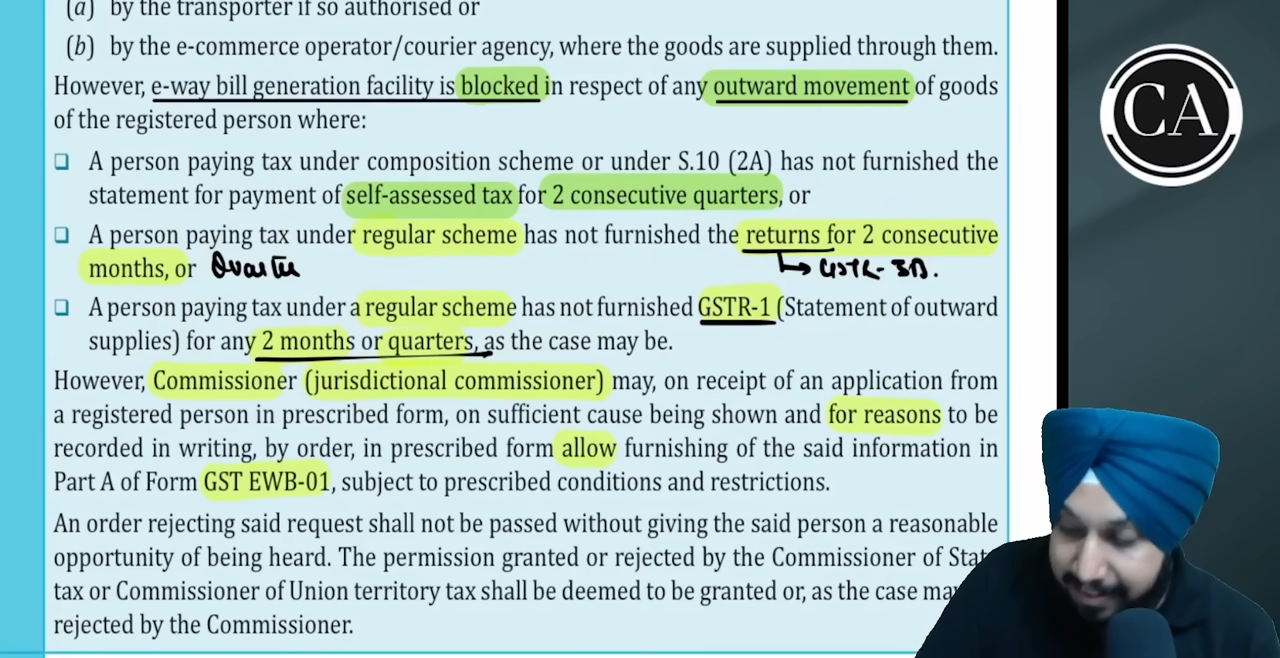 (a) by the transporter if so authorised or
(b) by the e-commerce operator/courier agency, where the goods are supplied through them.
However, e-way bill generation facility is blocked in respect of any outward movement of goods
of the registered person where:
❑ A person paying tax under composition scheme or under S.10 (2A) has not furnished the
statement for payment of self-assessed tax for 2 consecutive quarters, or
❑ A person paying tax under regular scheme has not furnished the returns for 2 consecutive
months, or Quarter
GSTR-3B.
❑ A person paying tax under a regular scheme has not furnished GSTR-1 (Statement of outward
supplies) for any 2 months or quarters, as the case may be.
However, Commissioner (jurisdictional commissioner) may, on receipt of an application from
a registered person in prescribed form, on sufficient cause being shown and for reasons to be
recorded in writing, by order, in prescribed form allow furnishing of the said information in
Part A of Form GST EWB-01, subject to prescribed conditions and restrictions.
An order rejecting said request shall not be passed without giving the said person a reasonable
opportunity of being heard. The permission granted or rejected by the Commissioner of Stat
tax or Commissioner of Union territory tax shall be deemed to be granted or, as the case ma
rejected by the Commissioner.
CA